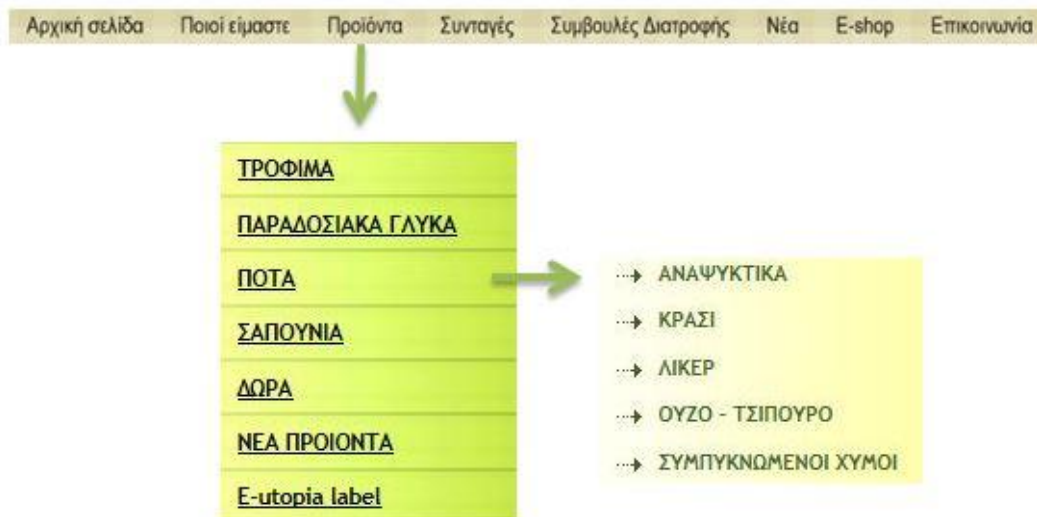 Αρχική σελίδα Ποιοί είμαστε Προϊόντα Συνταγές Συμβουλές Διατροφής Νέα E-shop Επικοινωνία
ΤΡΟΦΙΜΑ
ΠΑΡΑΔΟΣΙΑΚΑ ΓΛΥΚΑ
ΠΟΤΑ
ΣΑΠΟΥΝΙΑ
ΔΩΡΑ
ΝΕΑ ΠΡΟΙΟΝΤΑ
E-utopia label
ΑΝΑΨΥΚΤΙΚΑ
ΚΡΑΣΙ
ΛΙΚΕΡ
ΟΥΖΟ - ΤΣΙΠΟΥΡΟ
ΣΥΜΠΥΚΝΩΜΕΝΟΙ ΧΥΜΟΙ